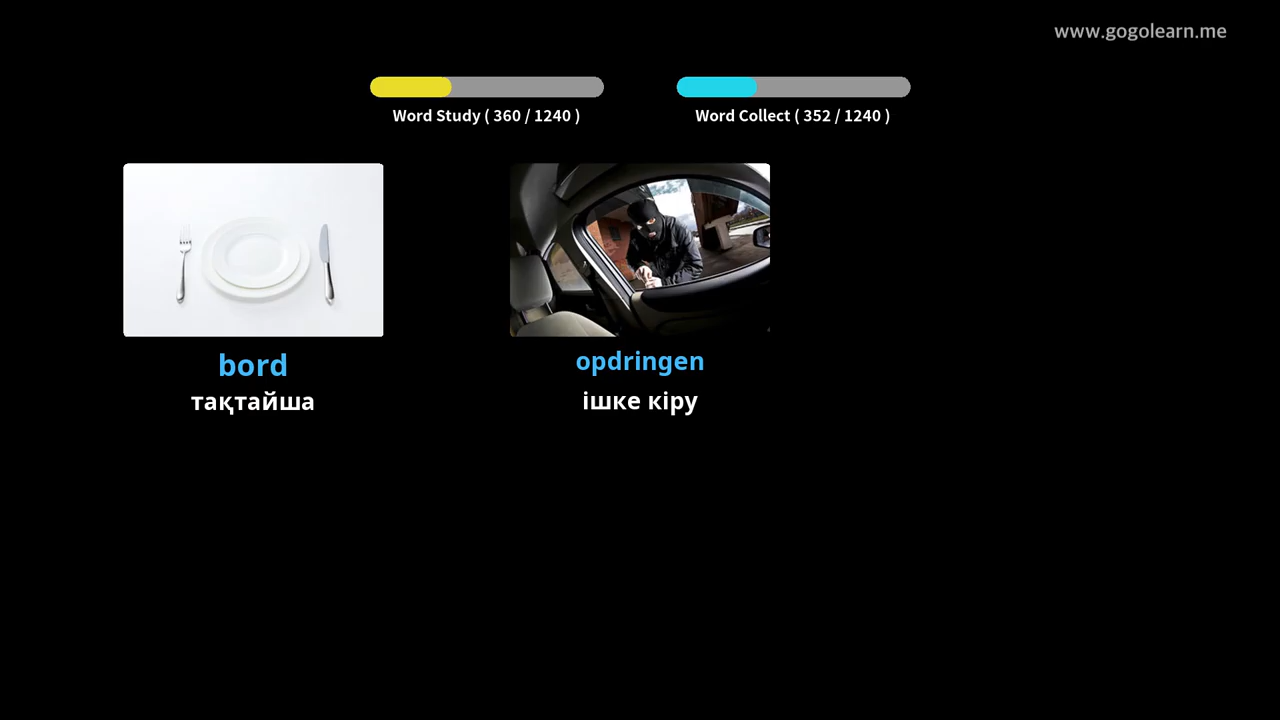 www.gogolearn.me
Word Study ( 360 / 1240 )
Word Collect ( 352 / 1240 )
bord
тақтайша
opdringen
ішке кіру